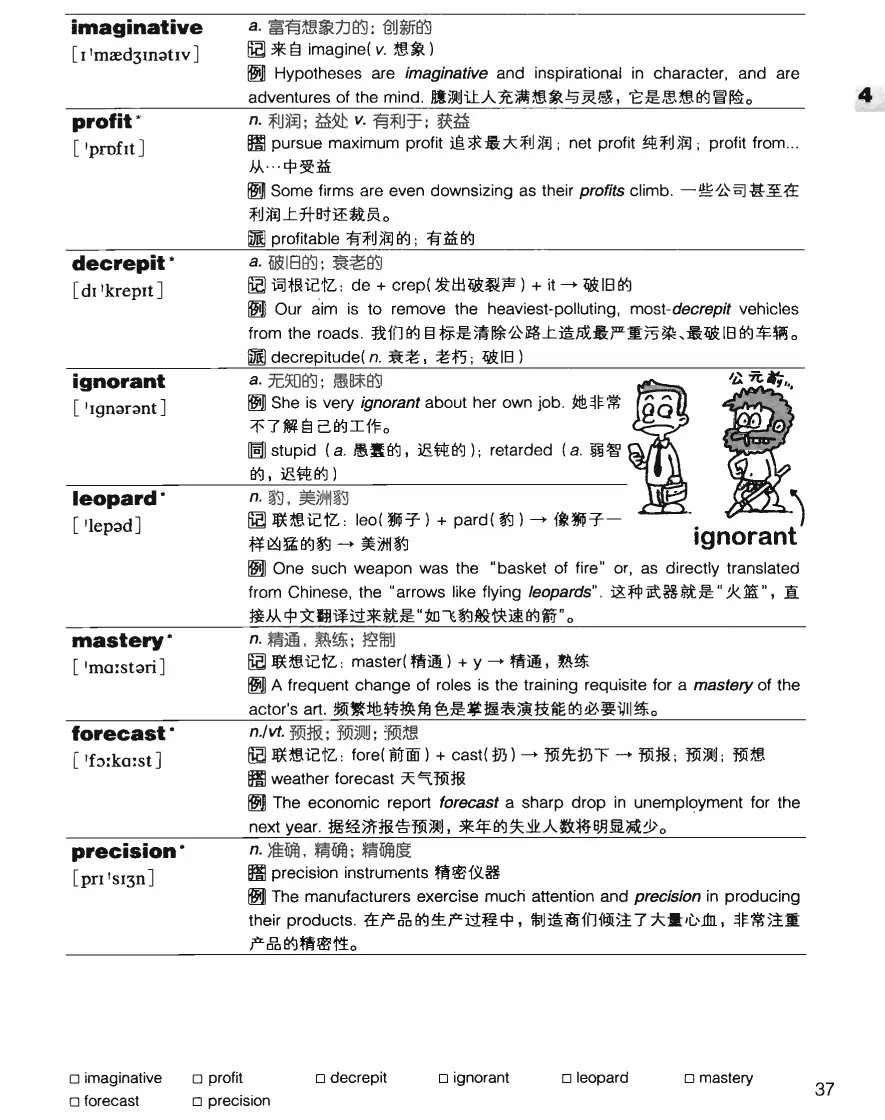 imaginative a. 富有想象力的; 创新的
[ɪˈmædʒɪnətɪv] 记 来自 imagine( v. 想象 )
例 Hypotheses are imaginative and inspirational in character, and are
adventures of the mind. 臆测让人充满想象与灵感，它是思想的冒险。
4
profit* n. 利润; 益处 v. 有利于; 获益
[ˈprɒfɪt] 搭 pursue maximum profit 追求最大利润; net profit 纯利润; profit from...
从…中受益
例 Some firms are even downsizing as their profits climb. 一些公司甚至在
利润上升时还裁员。
派 profitable 有利润的; 有益的
decrepit* a. 破旧的; 衰老的
[dɪˈkrepɪt] 记 词根记忆: de + crep( 发出破裂声 ) + it → 破旧的
例 Our aim is to remove the heaviest-polluting, most-decrepit vehicles
from the roads. 我们的目标是清除公路上造成最严重污染、最破旧的车辆。
派 decrepitude( n. 衰老, 老朽; 破旧 )
ignorant a. 无知的; 愚昧的
[ˈɪgnərənt] 例 She is very ignorant about her own job. 她非常
不了解自己的工作。
同 stupid ( a. 愚蠢的, 迟钝的 ); retarded ( a. 弱智
的, 迟钝的 )
公元前...
ignorant
leopard* n. 豹, 美洲豹
[ˈlepəd] 记 联想记忆: leo( 狮子 ) + pard( 豹 ) → 像狮子一
样凶猛的豹 → 美洲豹
例 One such weapon was the "basket of fire" or, as directly translated
from Chinese, the "arrows like flying leopards". 这种武器就是"火篮", 直
接从中文翻译过来就是"如飞豹般快速的箭"。
mastery* n. 精通, 熟练; 控制
[ˈmɑːstəri] 记 联想记忆: master( 精通 ) + y → 精通, 熟练
例 A frequent change of roles is the training requisite for a mastery of the
actor's art. 频繁地转换角色是掌握表演技能的必要训练。
forecast* n./vt. 预报; 预测; 预想
[ˈfɔːkɑːst] 记 联想记忆: fore( 前面 ) + cast( 扔 ) → 预先扔下 → 预报; 预测; 预想
搭 weather forecast 天气预报
例 The economic report forecast a sharp drop in unemployment for the
next year. 据经济报告预测, 来年的失业人数将明显减少。
precision* n. 准确, 精确; 精确度
[prɪˈsɪʒn] 搭 precision instruments 精密仪器
例 The manufacturers exercise much attention and precision in producing
their products. 在产品的生产过程中, 制造商们倾注了大量心血, 非常注重
产品的精密性。
□ imaginative □ profit □ decrepit □ ignorant □ leopard □ mastery
□ forecast □ precision
37